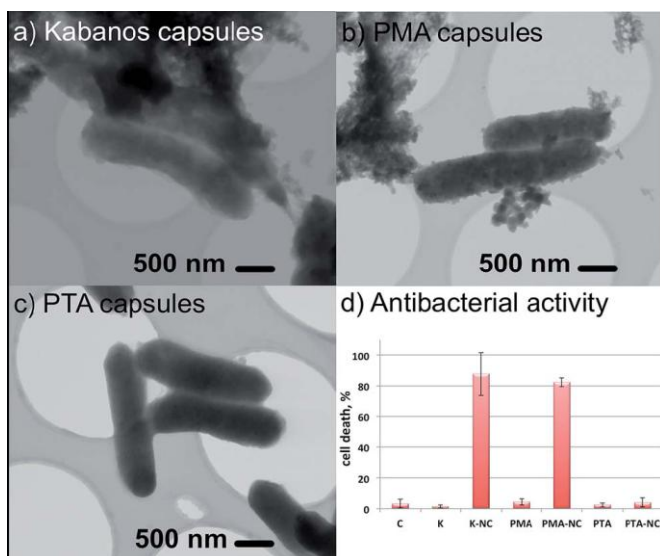 a) Kabanos capsules
500 nm
b) PMA capsules
500 nm
c) PTA capsules
500 nm
d) Antibacterial activity
cell death, %
100
80
60
40
20
0
C K K-NC PMA PMA-NC PTA PTA-NC